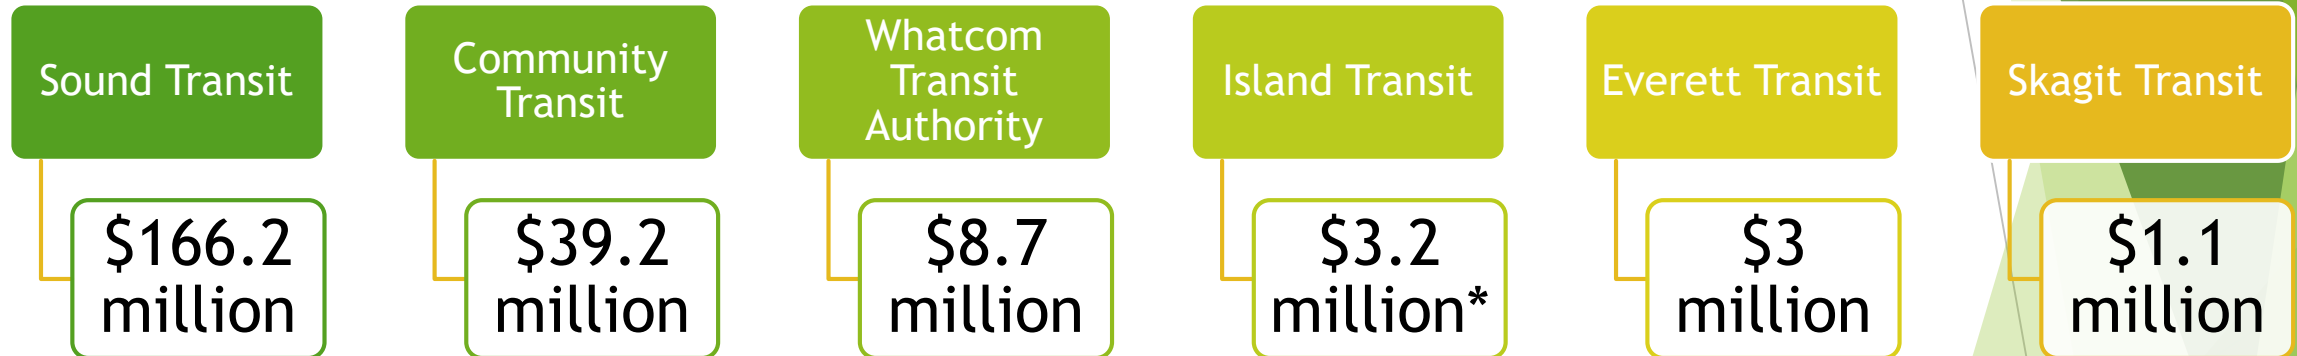 Sound Transit
$166.2
million
Community
Transit
$39.2
million
Whatcom
Transit
Authority
$8.7
million
Island Transit
$3.2
million*
Everett Transit
$3
million
Skagit Transit
$1.1
million